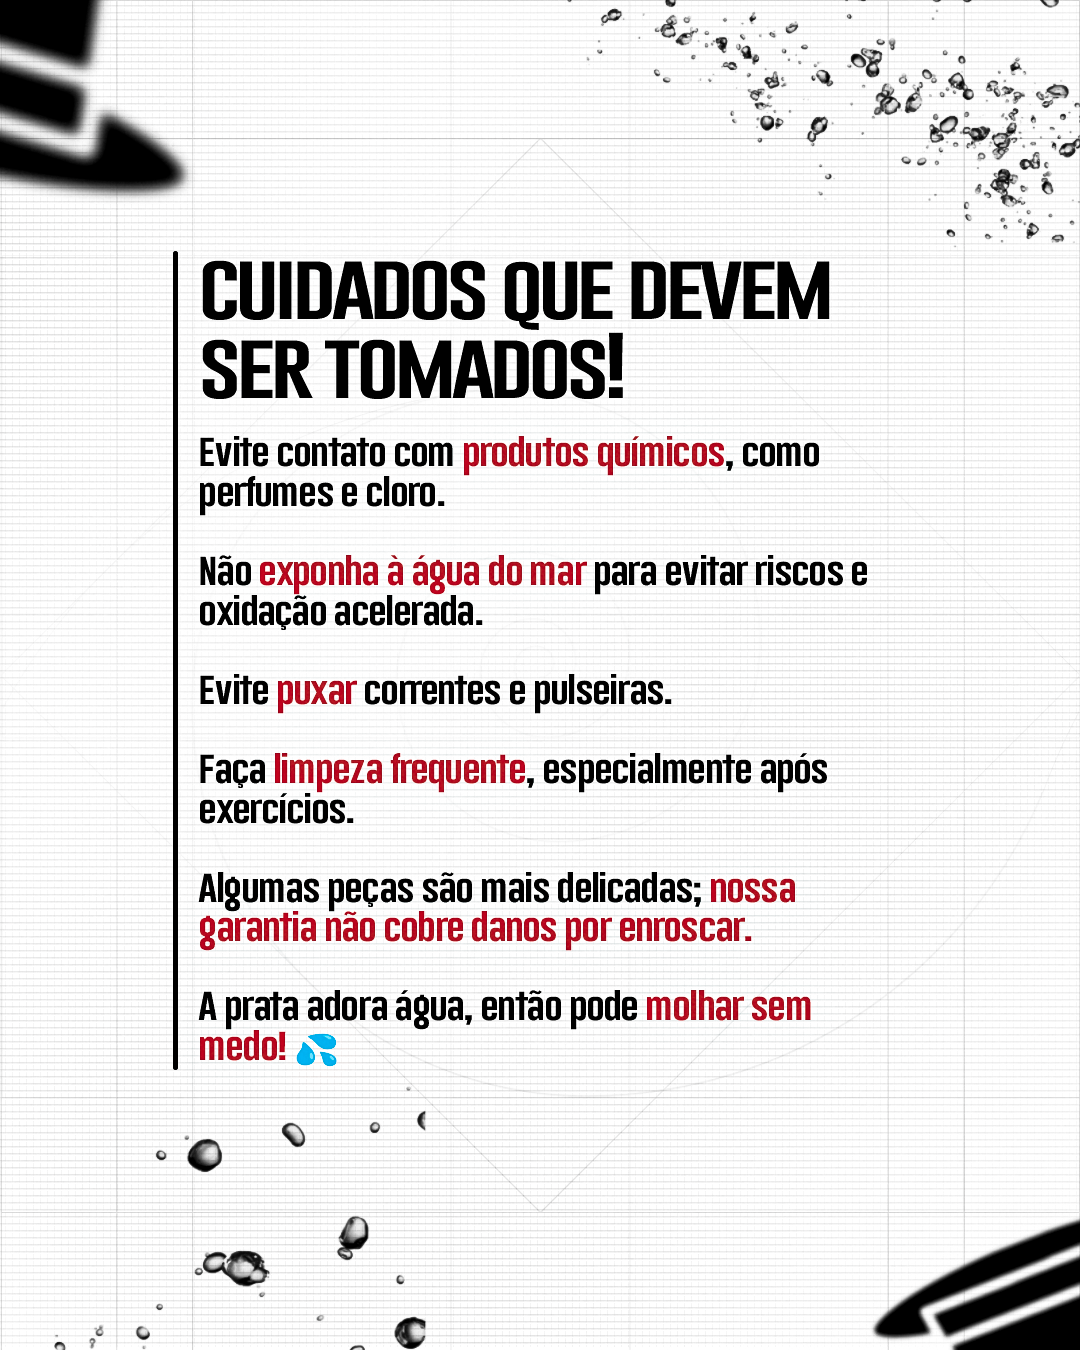 CUIDADOS QUE DEVEM
SER TOMADOS!
Evite contato com produtos químicos, como
perfumes e cloro.
Não exponha à água do mar para evitar riscos e
oxidação acelerada.
Evite puxar correntes e pulseiras.
Faça limpeza frequente, especialmente após
exercícios.
Algumas peças são mais delicadas; nossa
garantia não cobre danos por enroscar.
A prata adora água, então pode molhar sem
medo! 💦